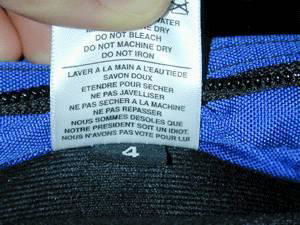 WATER
MACHINE DRY
DO NOT BLEACH
DO NOT MACHINE DRY
DO NOT IRON
LAVER A LA MAIN A L'EAUTIEDE
SAVON DOUX
ETENDRE POUR SECHER
NE PAS JAVELLISER
NE PAS SECHER A LA MACHINE
NE PAS REPASSER
NOUS SOMMES DESOLES QUE
NOTRE PRESIDENT SOIT UN IDIOT.
NOUS N'AVONS PAS VOTE POUR LUI
4